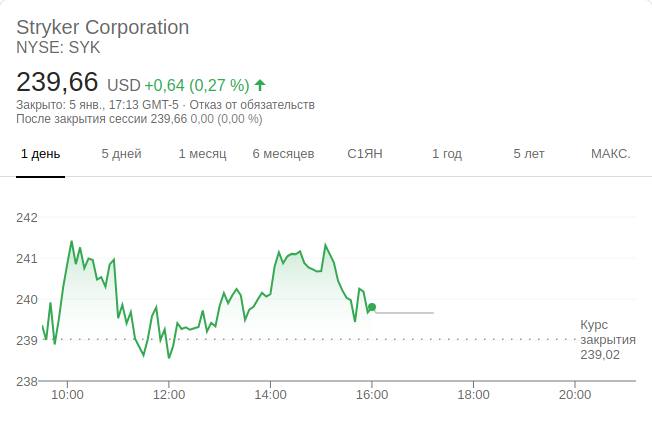 Stryker Corporation
NYSE: SYK
239,66 USD +0,64 (0,27 %)
Закрыто: 5 янв., 17:13 GMT-5 · Отказ от обязательств
После закрытия сессии 239,66 0,00 (0,00 %)
1 день 5 дней 1 месяц 6 месяцев С1ЯН 1 год 5 лет МАКС.
242
241
240
239
Курс
закрытия
239,02
238
10:00 12:00 14:00 16:00 18:00 20:00